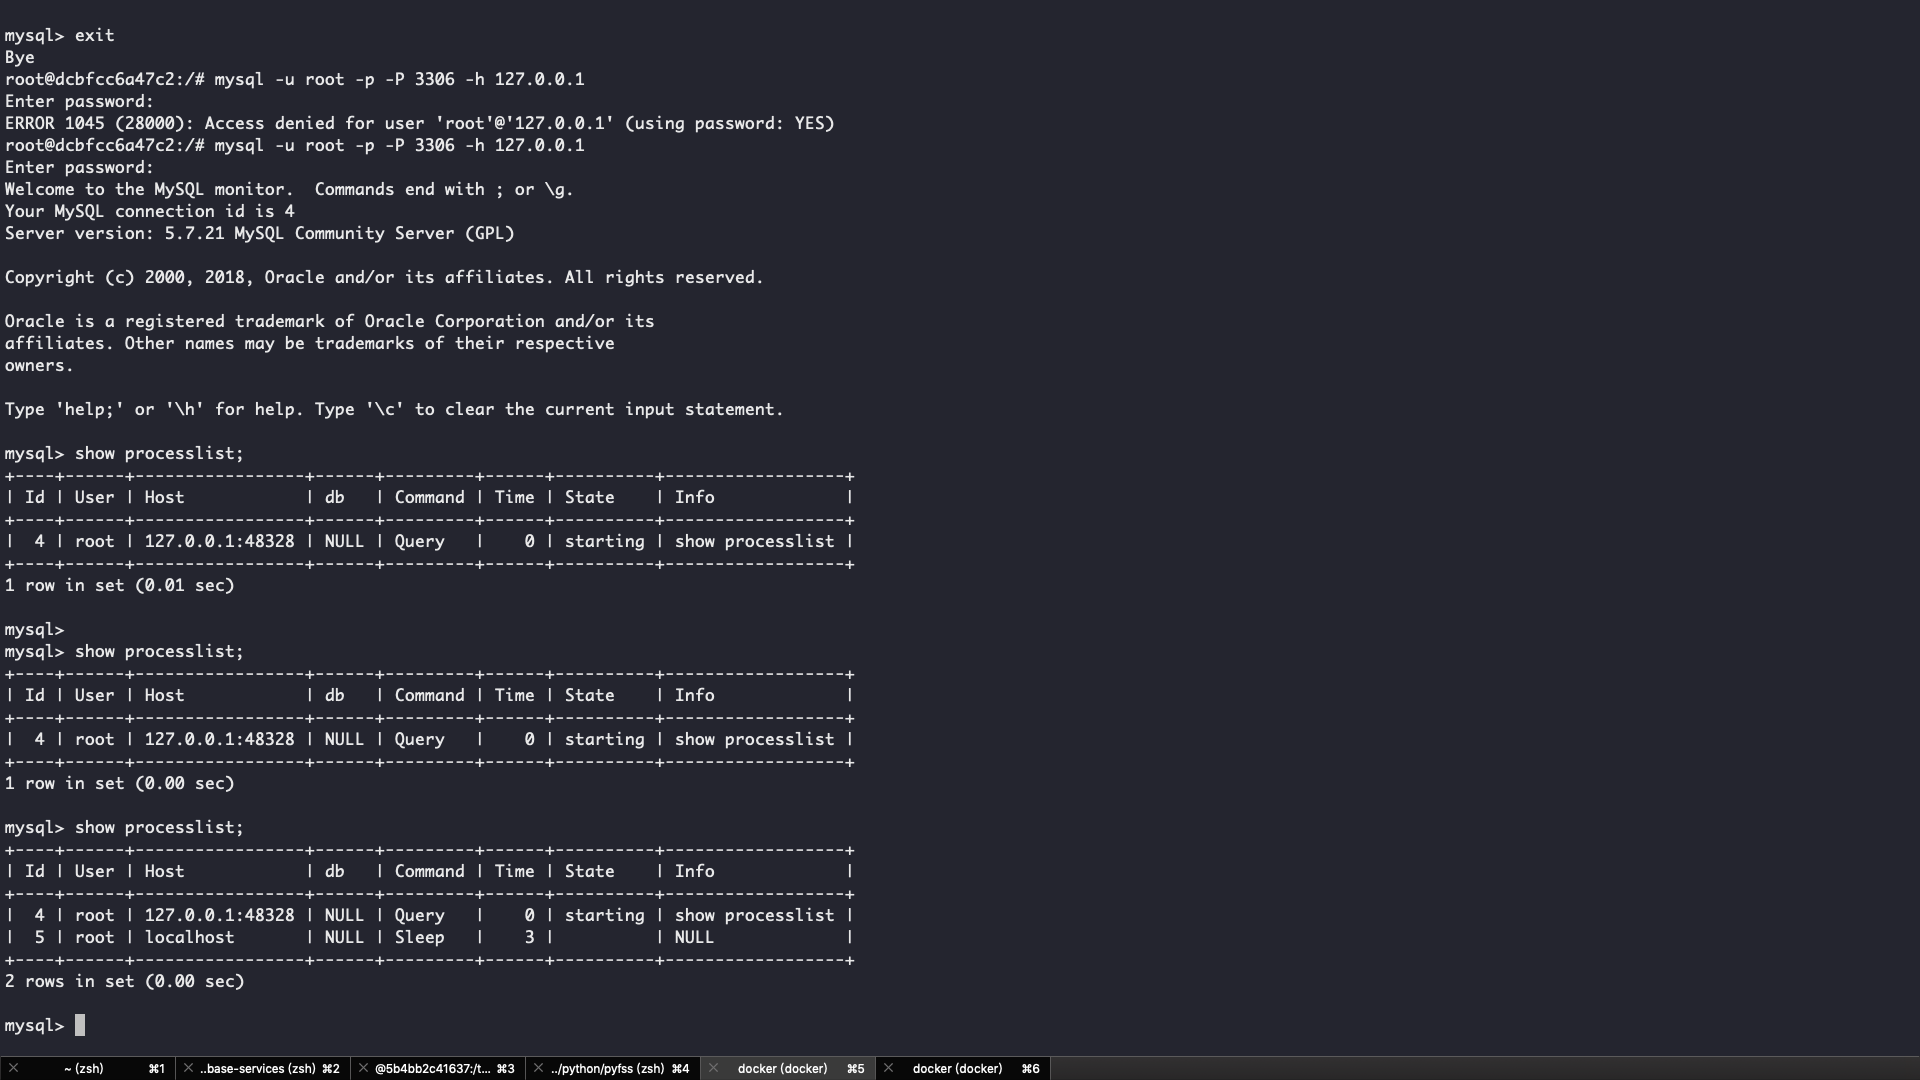 mysql> exit
Bye
root@dcbfcc6a47c2:/# mysql -u root -p -P 3306 -h 127.0.0.1
Enter password:
ERROR 1045 (28000): Access denied for user 'root'@'127.0.0.1' (using password: YES)
root@dcbfcc6a47c2:/# mysql -u root -p -P 3306 -h 127.0.0.1
Enter password:
Welcome to the MySQL monitor.  Commands end with ; or \g.
Your MySQL connection id is 4
Server version: 5.7.21 MySQL Community Server (GPL)

Copyright (c) 2000, 2018, Oracle and/or its affiliates. All rights reserved.

Oracle is a registered trademark of Oracle Corporation and/or its
affiliates. Other names may be trademarks of their respective
owners.

Type 'help;' or '\h' for help. Type '\c' to clear the current input statement.

mysql> show processlist;
+----+------+-----------------+------+---------+------+----------+------------------+
| Id | User | Host            | db   | Command | Time | State    | Info             |
+----+------+-----------------+------+---------+------+----------+------------------+
|  4 | root | 127.0.0.1:48328 | NULL | Query   |    0 | starting | show processlist |
+----+------+-----------------+------+---------+------+----------+------------------+
1 row in set (0.01 sec)

mysql>
mysql> show processlist;
+----+------+-----------------+------+---------+------+----------+------------------+
| Id | User | Host            | db   | Command | Time | State    | Info             |
+----+------+-----------------+------+---------+------+----------+------------------+
|  4 | root | 127.0.0.1:48328 | NULL | Query   |    0 | starting | show processlist |
+----+------+-----------------+------+---------+------+----------+------------------+
1 row in set (0.00 sec)

mysql> show processlist;
+----+------+-----------------+------+---------+------+----------+------------------+
| Id | User | Host            | db   | Command | Time | State    | Info             |
+----+------+-----------------+------+---------+------+----------+------------------+
|  4 | root | 127.0.0.1:48328 | NULL | Query   |    0 | starting | show processlist |
|  5 | root | localhost       | NULL | Sleep   |    3 |          | NULL             |
+----+------+-----------------+------+---------+------+----------+------------------+
2 rows in set (0.00 sec)

mysql>
~ (zsh) ⌘1 ..base-services (zsh) ⌘2 @5b4bb2c41637:/t... ⌘3 ../python/pyfss (zsh) ⌘4 docker (docker) ⌘5 docker (docker) ⌘6